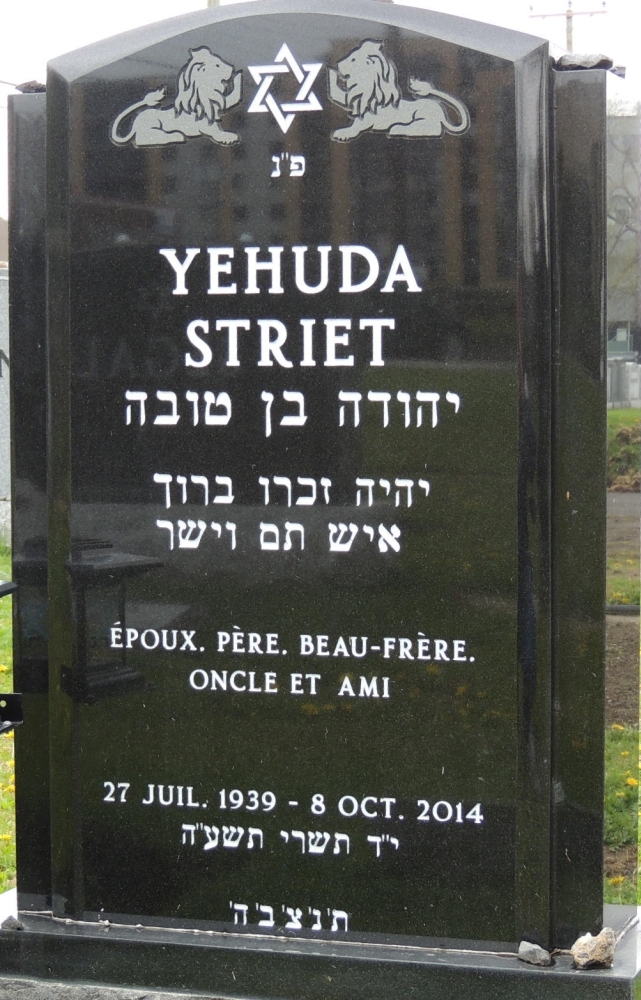 פ"נ
YEHUDA
STRIET
יהודה בן טובה
יהיה זכרו ברוך
איש תם וישר
ÉPOUX. PÈRE. BEAU-FRÈRE.
ONCLE ET AMI
27 JUIL. 1939 - 8 OCT. 2014
י"ד תשרי תשע"ה
ת'נ'צ'ב'ה'